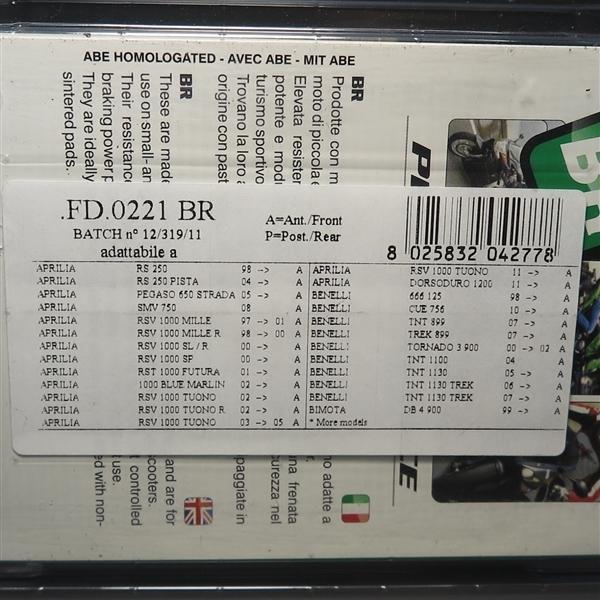 ABE HOMOLOGATED - AVEC ABE - MIT ABE
BR
These are made
use on small- an
Their resistance
braking power p
They are ideally
sintered pads.
BR
Prodotte con m
moto di piccola e
Elevata resisten
potente e modu
turismo sportivo
Trovano la loro a
origine con past
.FD.0221 BR
BATCH n° 12/319/11
adattabile a
A=Ant./Front
P=Post./Rear
8 025832 042778
APRILIA RS 250 98 -> A
APRILIA RS 250 PISTA 04 -> A
APRILIA PEGASO 650 STRADA 05 -> A
APRILIA SMV 750 08 A
APRILIA RSV 1000 MILLE 97 -> 01 A
APRILIA RSV 1000 MILLE R 98 -> 00 A
APRILIA RSV 1000 SL / R 00 -> A
APRILIA RSV 1000 SP 00 -> A
APRILIA RST 1000 FUTURA 01 -> A
APRILIA 1000 BLUE MARLIN 02 -> A
APRILIA RSV 1000 TUONO 02 -> A
APRILIA RSV 1000 TUONO R 02 -> A
APRILIA RSV 1000 TUONO 03 -> 05 A
APRILIA RSV 1000 TUONO 11 -> A
APRILIA DORSODURO 1200 11 -> A
BENELLI 666 125 98 -> A
BENELLI CUE 756 10 -> A
BENELLI TNT 899 07 -> A
BENELLI TREK 899 07 -> A
BENELLI TORNADO 3 900 00 -> 02 A
BENELLI TNT 1100 04 A
BENELLI TNT 1130 05 -> A
BENELLI TNT 1130 TREK 06 -> A
BENELLI TNT 1130 TREK 07 -> A
BIMOTA DB 4 900 99 -> A
* More models
and are for
cooters.
t controlled
t use.
ed with non-
no adatte a
na frenata
curezza nel
paggiate in